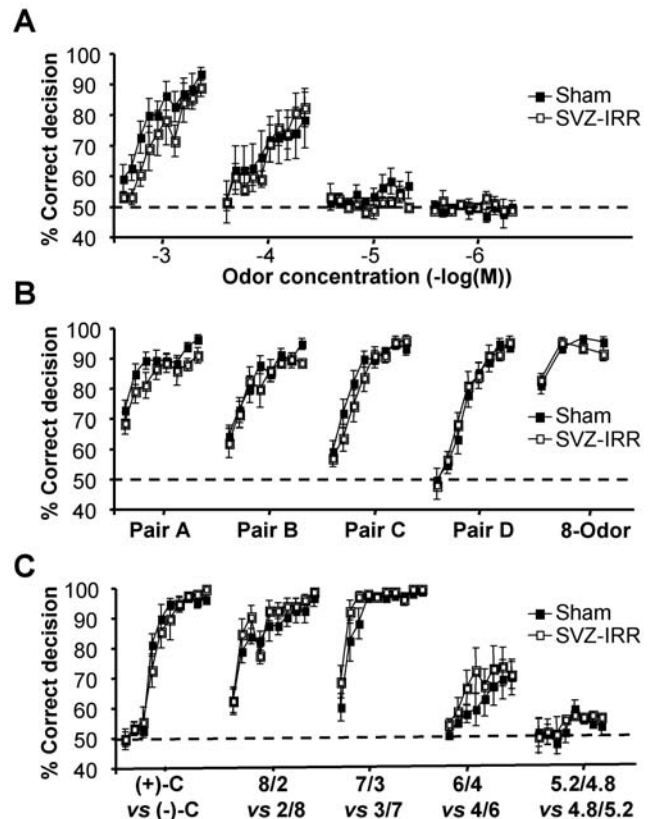 A
% Correct decision
100
90
80
70
60
50
40
Sham
SVZ-IRR
-3 -4 -5 -6
Odor concentration (-log(M))
B
% Correct decision
100
90
80
70
60
50
40
Sham
SVZ-IRR
Pair A Pair B Pair C Pair D 8-Odor
C
% Correct decision
100
90
80
70
60
50
40
Sham
SVZ-IRR
(+)-C 8/2 7/3 6/4 5.2/4.8
vs (-)-C vs 2/8 vs 3/7 vs 4/6 vs 4.8/5.2